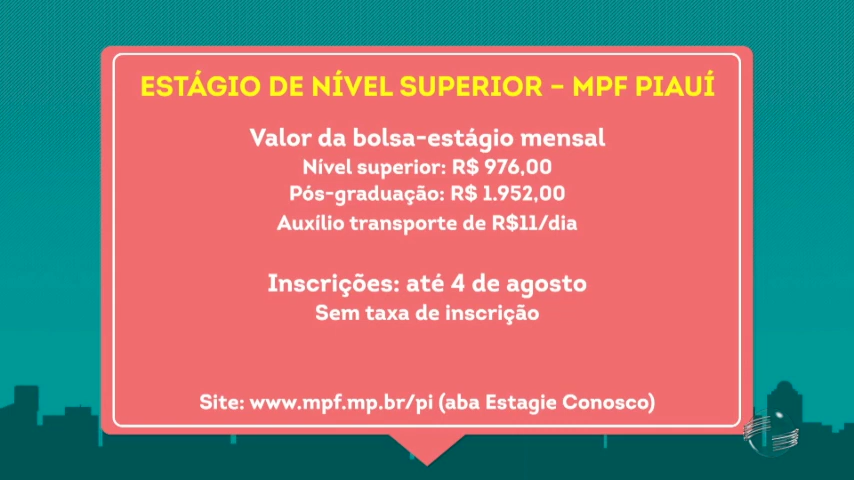 ESTÁGIO DE NÍVEL SUPERIOR – MPF PIAUÍ
Valor da bolsa-estágio mensal
Nível superior: R$ 976,00
Pós-graduação: R$ 1.952,00
Auxílio transporte de R$11/dia
Inscrições: até 4 de agosto
Sem taxa de inscrição
Site: www.mpf.mp.br/pi (aba Estagie Conosco)